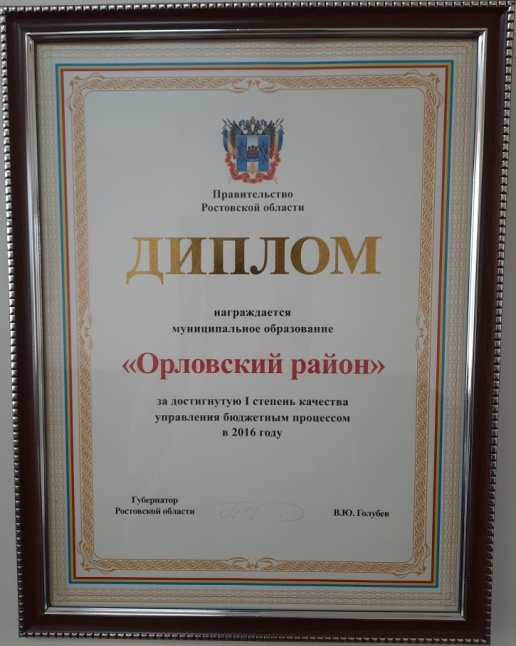 Правительство
Ростовской области
ДИПЛОМ
награждается
муниципальное образование
«Орловский район»
за достигнутую I степень качества
управления бюджетным процессом
в 2016 году
Губернатор
Ростовской области
В.Ю. Голубев